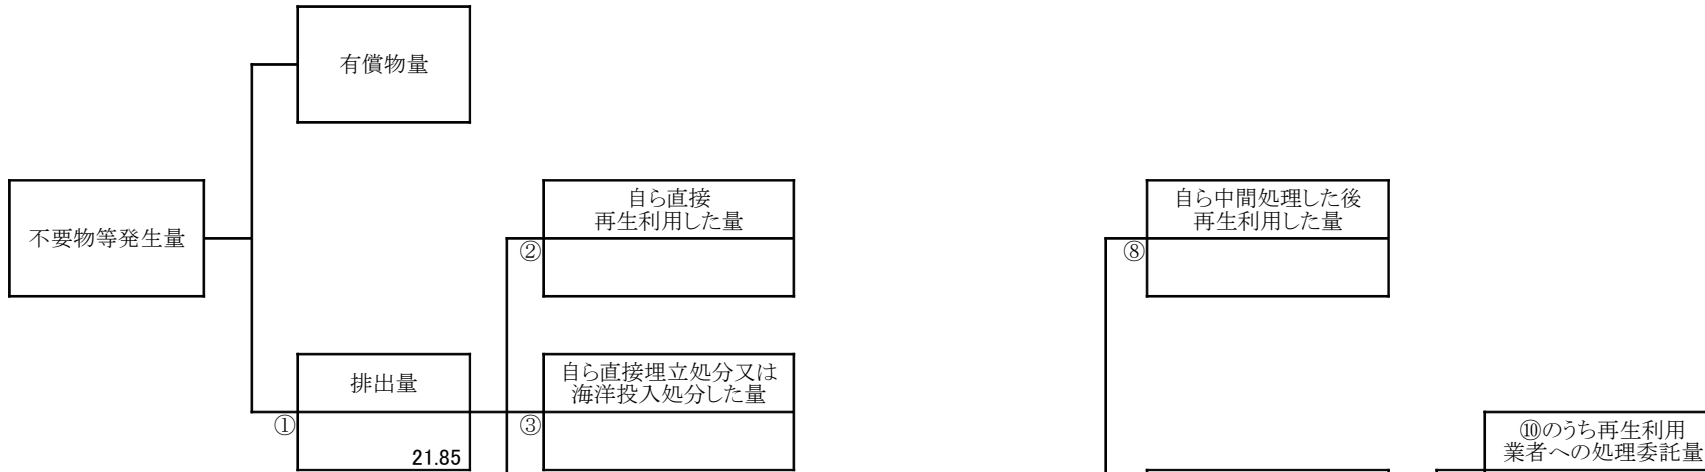 有償物量
不要物等発生量
自ら直接
再生利用した量
②
自ら中間処理した後
再生利用した量
⑧
排出量
①
21.85
自ら直接埋立処分又は
海洋投入処分した量
③
⑩のうち再生利用
業者への処理委託量